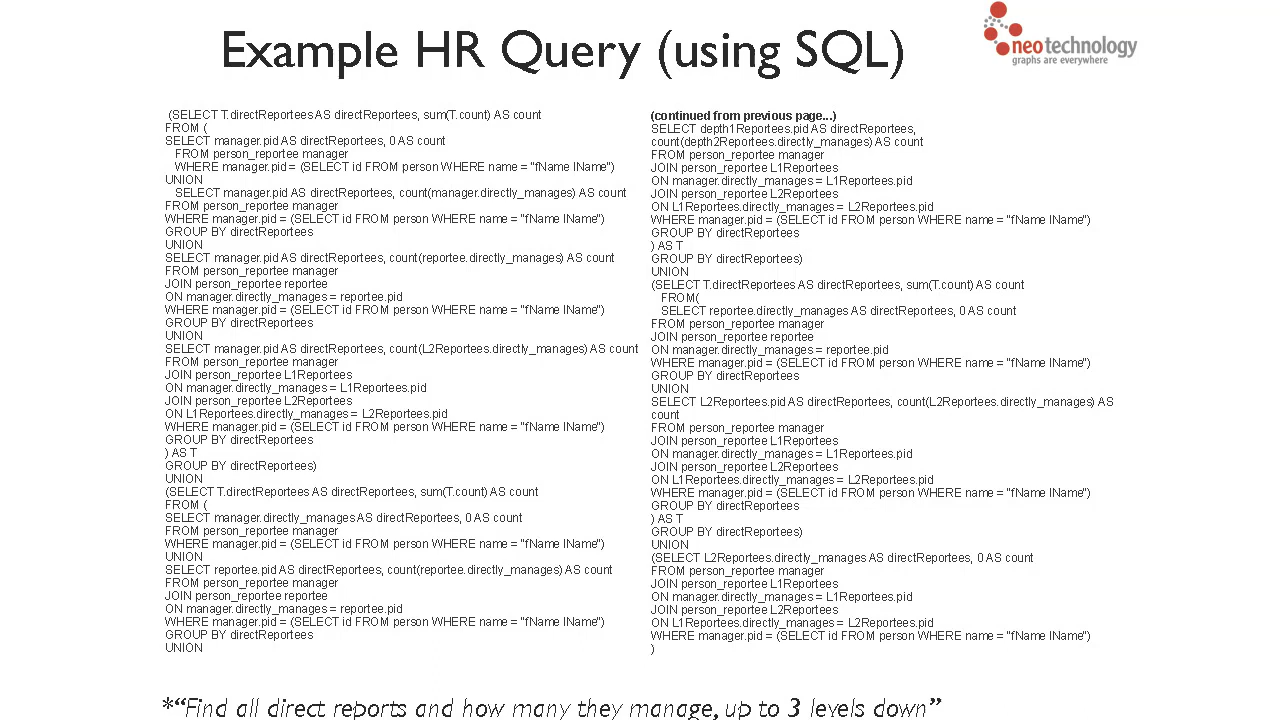 Example HR Query (using SQL)
neotechnology
graphs are everywhere
(SELECT T.directReportees AS directReportees, sum(T.count) AS count
FROM (
SELECT manager.pid AS directReportees, 0 AS count
FROM person_reportee manager
WHERE manager.pid = (SELECT id FROM person WHERE name = "fName lName")
UNION
SELECT manager.pid AS directReportees, count(manager.directly_manages) AS count
FROM person_reportee manager
WHERE manager.pid = (SELECT id FROM person WHERE name = "fName lName")
GROUP BY directReportees
UNION
SELECT manager.pid AS directReportees, count(reportee.directly_manages) AS count
FROM person_reportee manager
JOIN person_reportee reportee
ON manager.directly_manages = reportee.pid
WHERE manager.pid = (SELECT id FROM person WHERE name = "fName lName")
GROUP BY directReportees
UNION
SELECT manager.pid AS directReportees, count(L2Reportees.directly_manages) AS count
FROM person_reportee manager
JOIN person_reportee L1Reportees
ON manager.directly_manages = L1Reportees.pid
JOIN person_reportee L2Reportees
ON L1Reportees.directly_manages = L2Reportees.pid
WHERE manager.pid = (SELECT id FROM person WHERE name = "fName lName")
GROUP BY directReportees
) AS T
GROUP BY directReportees)
UNION
(SELECT T.directReportees AS directReportees, sum(T.count) AS count
FROM (
SELECT manager.directly_manages AS directReportees, 0 AS count
FROM person_reportee manager
WHERE manager.pid = (SELECT id FROM person WHERE name = "fName lName")
UNION
SELECT reportee.pid AS directReportees, count(reportee.directly_manages) AS count
FROM person_reportee manager
JOIN person_reportee reportee
ON manager.directly_manages = reportee.pid
WHERE manager.pid = (SELECT id FROM person WHERE name = "fName lName")
GROUP BY directReportees
UNION
(continued from previous page...)
SELECT depth1Reportees.pid AS directReportees,
count(depth2Reportees.directly_manages) AS count
FROM person_reportee manager
JOIN person_reportee L1Reportees
ON manager.directly_manages = L1Reportees.pid
JOIN person_reportee L2Reportees
ON L1Reportees.directly_manages = L2Reportees.pid
WHERE manager.pid = (SELECT id FROM person WHERE name = "fName lName")
GROUP BY directReportees
) AS T
GROUP BY directReportees)
UNION
(SELECT T.directReportees AS directReportees, sum(T.count) AS count
FROM(
SELECT reportee.directly_manages AS directReportees, 0 AS count
FROM person_reportee manager
JOIN person_reportee reportee
ON manager.directly_manages = reportee.pid
WHERE manager.pid = (SELECT id FROM person WHERE name = "fName lName")
GROUP BY directReportees
UNION
SELECT L2Reportees.pid AS directReportees, count(L2Reportees.directly_manages) AS
count
FROM person_reportee manager
JOIN person_reportee L1Reportees
ON manager.directly_manages = L1Reportees.pid
JOIN person_reportee L2Reportees
ON L1Reportees.directly_manages = L2Reportees.pid
WHERE manager.pid = (SELECT id FROM person WHERE name = "fName lName")
GROUP BY directReportees
) AS T
GROUP BY directReportees)
UNION
(SELECT L2Reportees.directly_manages AS directReportees, 0 AS count
FROM person_reportee manager
JOIN person_reportee L1Reportees
ON manager.directly_manages = L1Reportees.pid
JOIN person_reportee L2Reportees
ON L1Reportees.directly_manages = L2Reportees.pid
WHERE manager.pid = (SELECT id FROM person WHERE name = "fName lName")
)
*“Find all direct reports and how many they manage, up to 3 levels down”